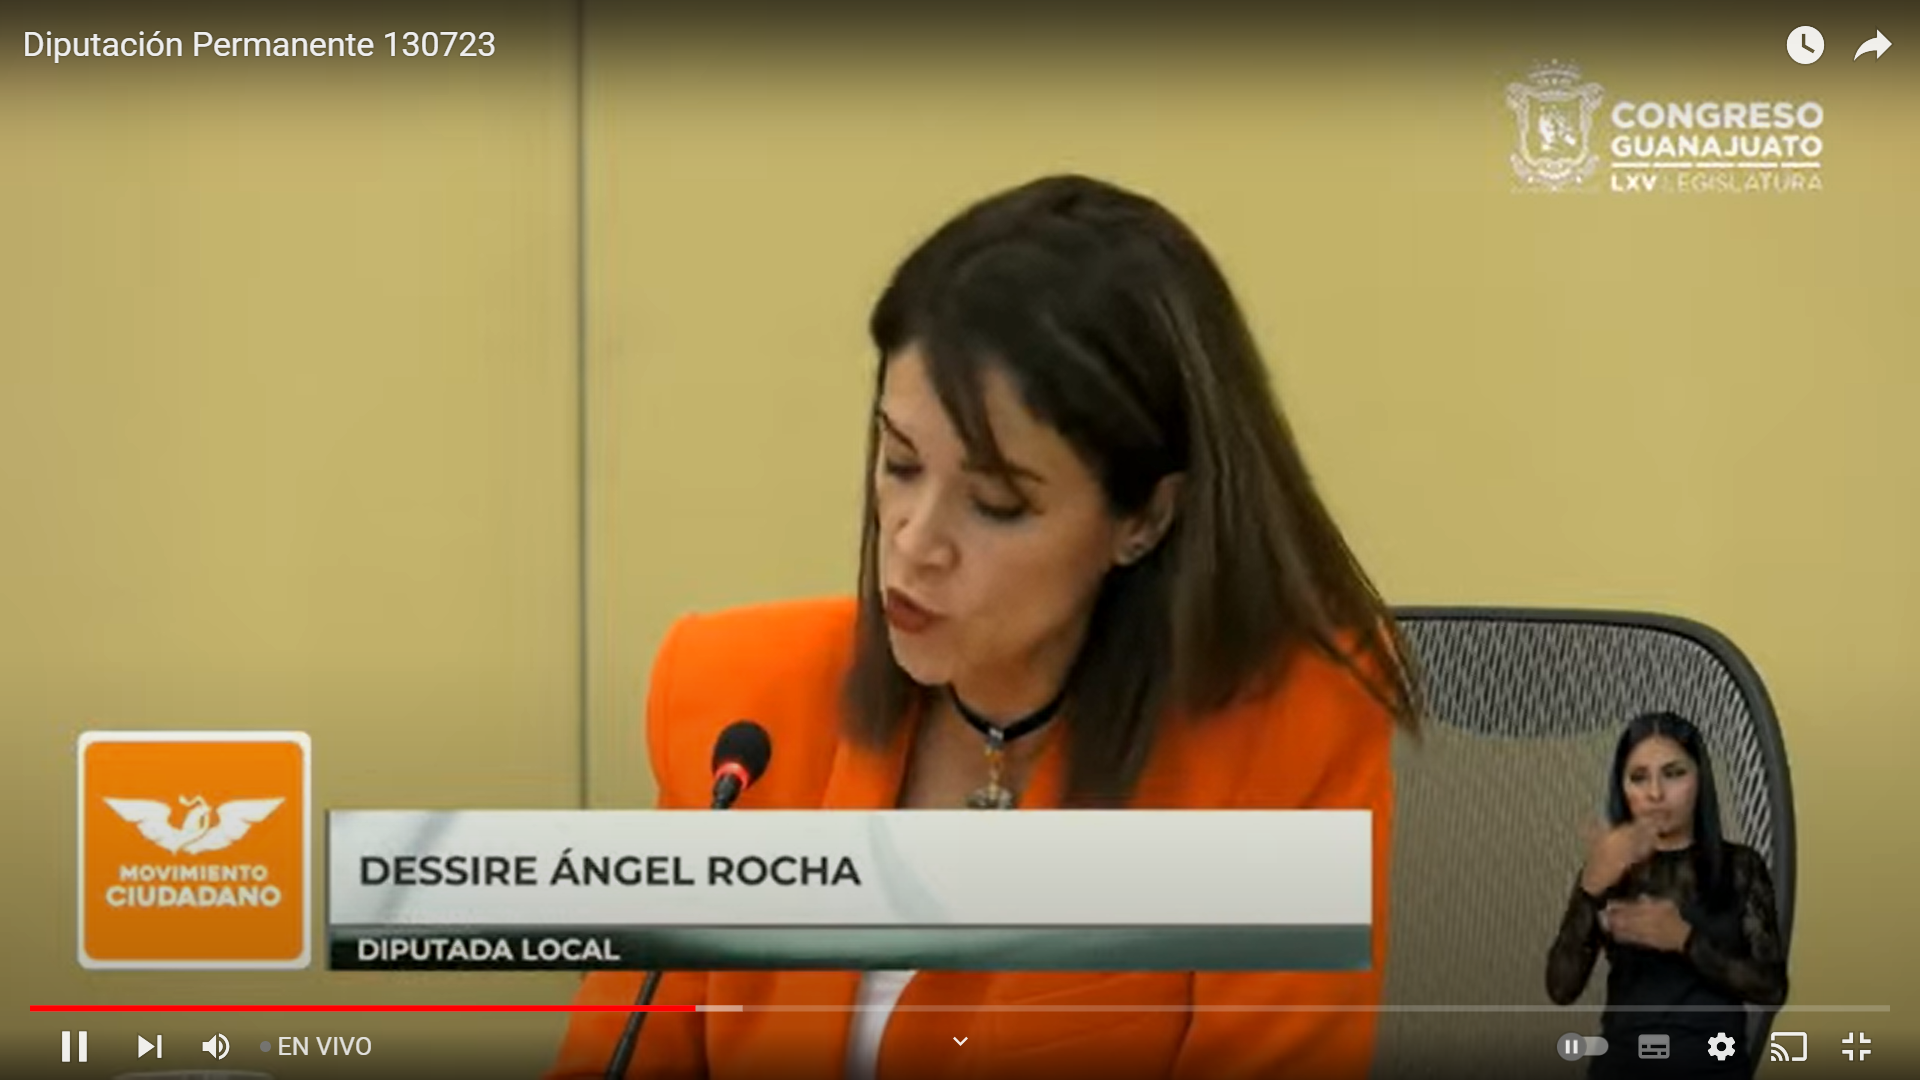 Diputación Permanente 130723
CONGRESO
GUANAJUATO
LXV LEGISLATURA
MOVIMIENTO
CIUDADANO
DESSIRE ÁNGEL ROCHA
DIPUTADA LOCAL
EN VIVO